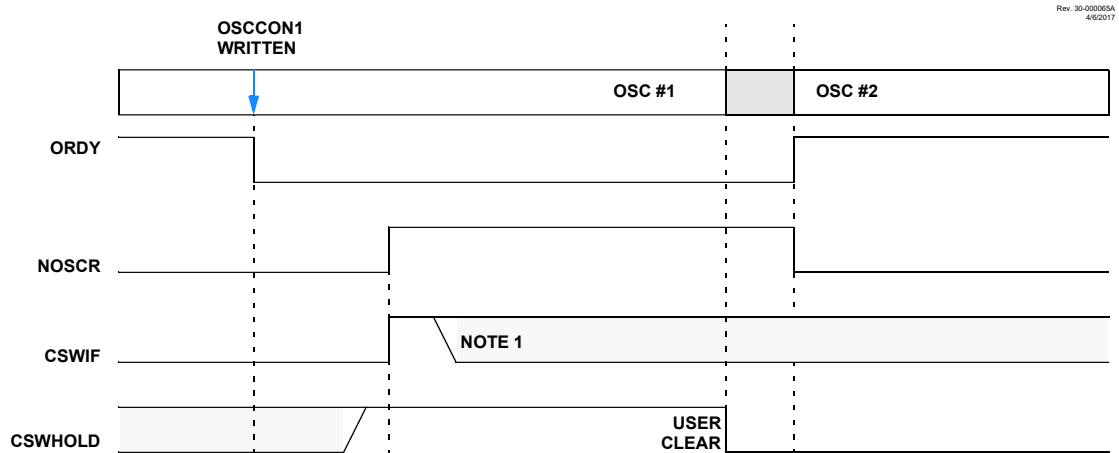 Rev. 30-000065A
4/6/2017
OSCCON1
WRITTEN
OSC #1
OSC #2
ORDY
NOSCR
CSWIF
NOTE 1
CSWHOLD
USER
CLEAR